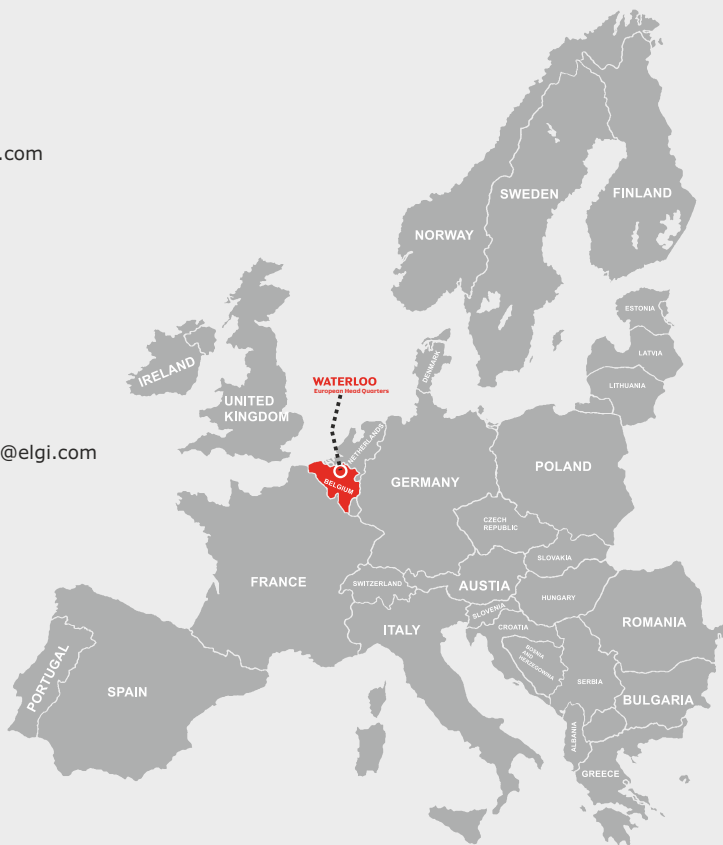 .com
SWEDEN
FINLAND
NORWAY
ESTONIA
LATVIA
DENMARK
IRELAND
LITHUANIA
WATERLOO
European Head Quarters
UNITED
KINGDOM
NETHERLANDS
@elgi.com
POLAND
GERMANY
BELGIUM
CZECH
REPUBLIC
SLOVAKIA
FRANCE
SWITZERLAND
AUSTIA
HUNGARY
SLOVENIA
ROMANIA
CROATIA
ITALY
BOSNIA
AND
HERZEGOVINA
PORTUGAL
SERBIA
SPAIN
BULGARIA
ALBANIA
GREECE